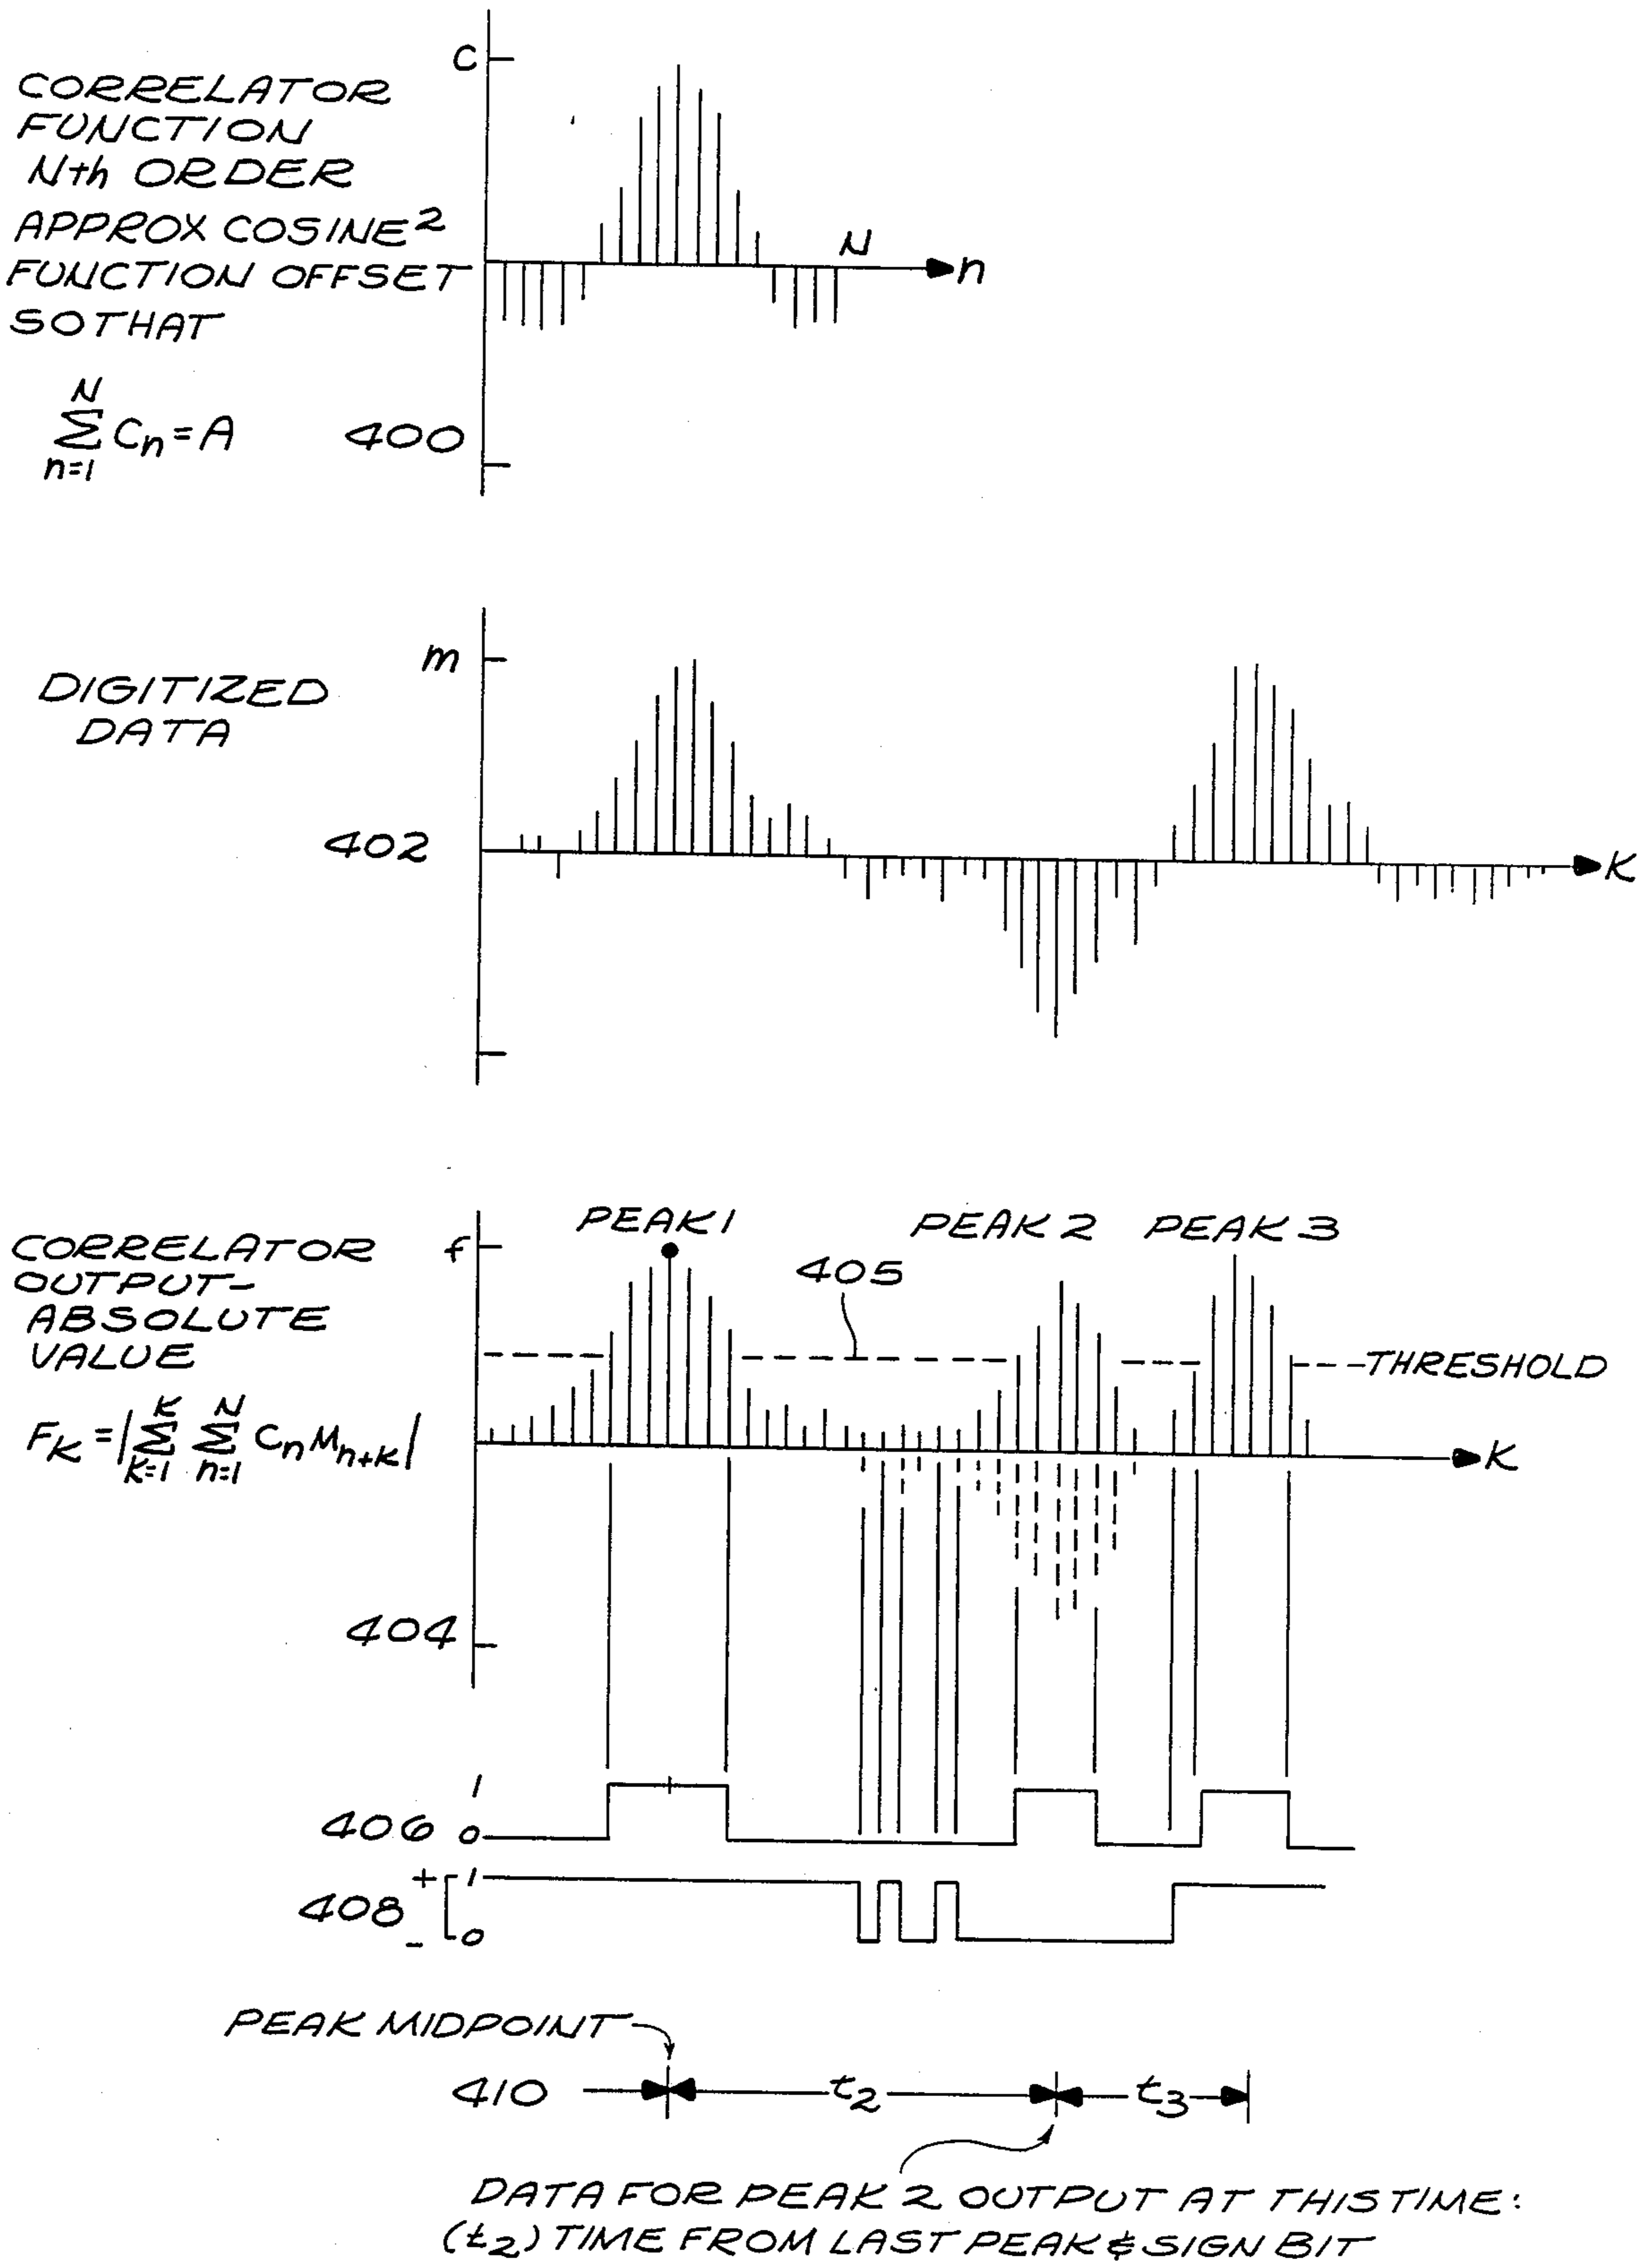 C
CORRELATOR
FUNCTION
Nth ORDER
APPROX COSINE²
FUNCTION OFFSET
SO THAT
N
n
N
∑ Cn = A
n=1
400
m
DIGITIZED
DATA
402
K
PEAK 1
PEAK 2
PEAK 3
CORRELATOR
OUTPUT-
ABSOLUTE
VALUE
f
405
THRESHOLD
K N
FK = |∑ ∑ Cn Mn+K|
K=1 n=1
K
404
1
406 0
+ 1
408
- 0
PEAK MIDPOINT
410 t2 t3
DATA FOR PEAK 2 OUTPUT AT THIS TIME:
(t2) TIME FROM LAST PEAK & SIGN BIT